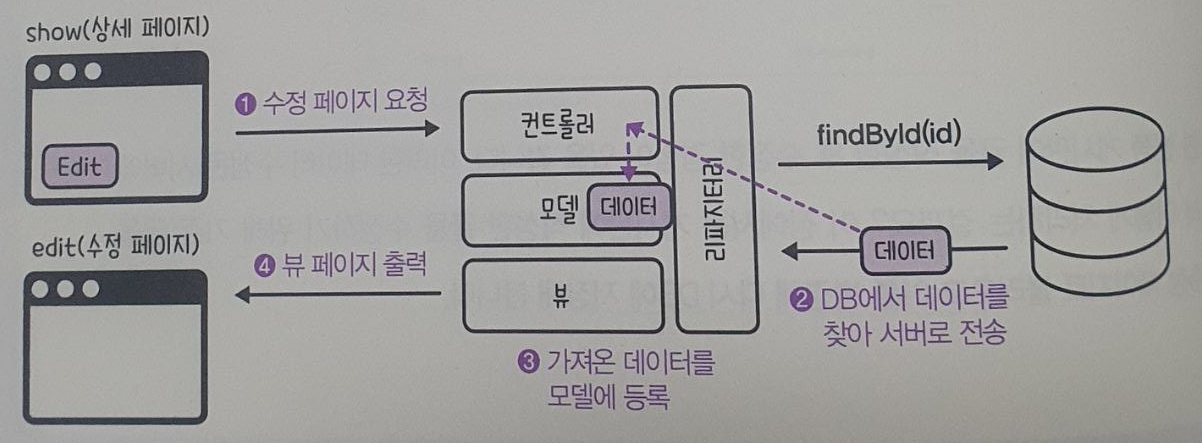 show(상세 페이지)
Edit
❶ 수정 페이지 요청
컨트롤러
모델
데이터
뷰
리파지터리
findById(id)
데이터
❷ DB에서 데이터를
찾아 서버로 전송
❸ 가져온 데이터를
모델에 등록
❹ 뷰 페이지 출력
edit(수정 페이지)